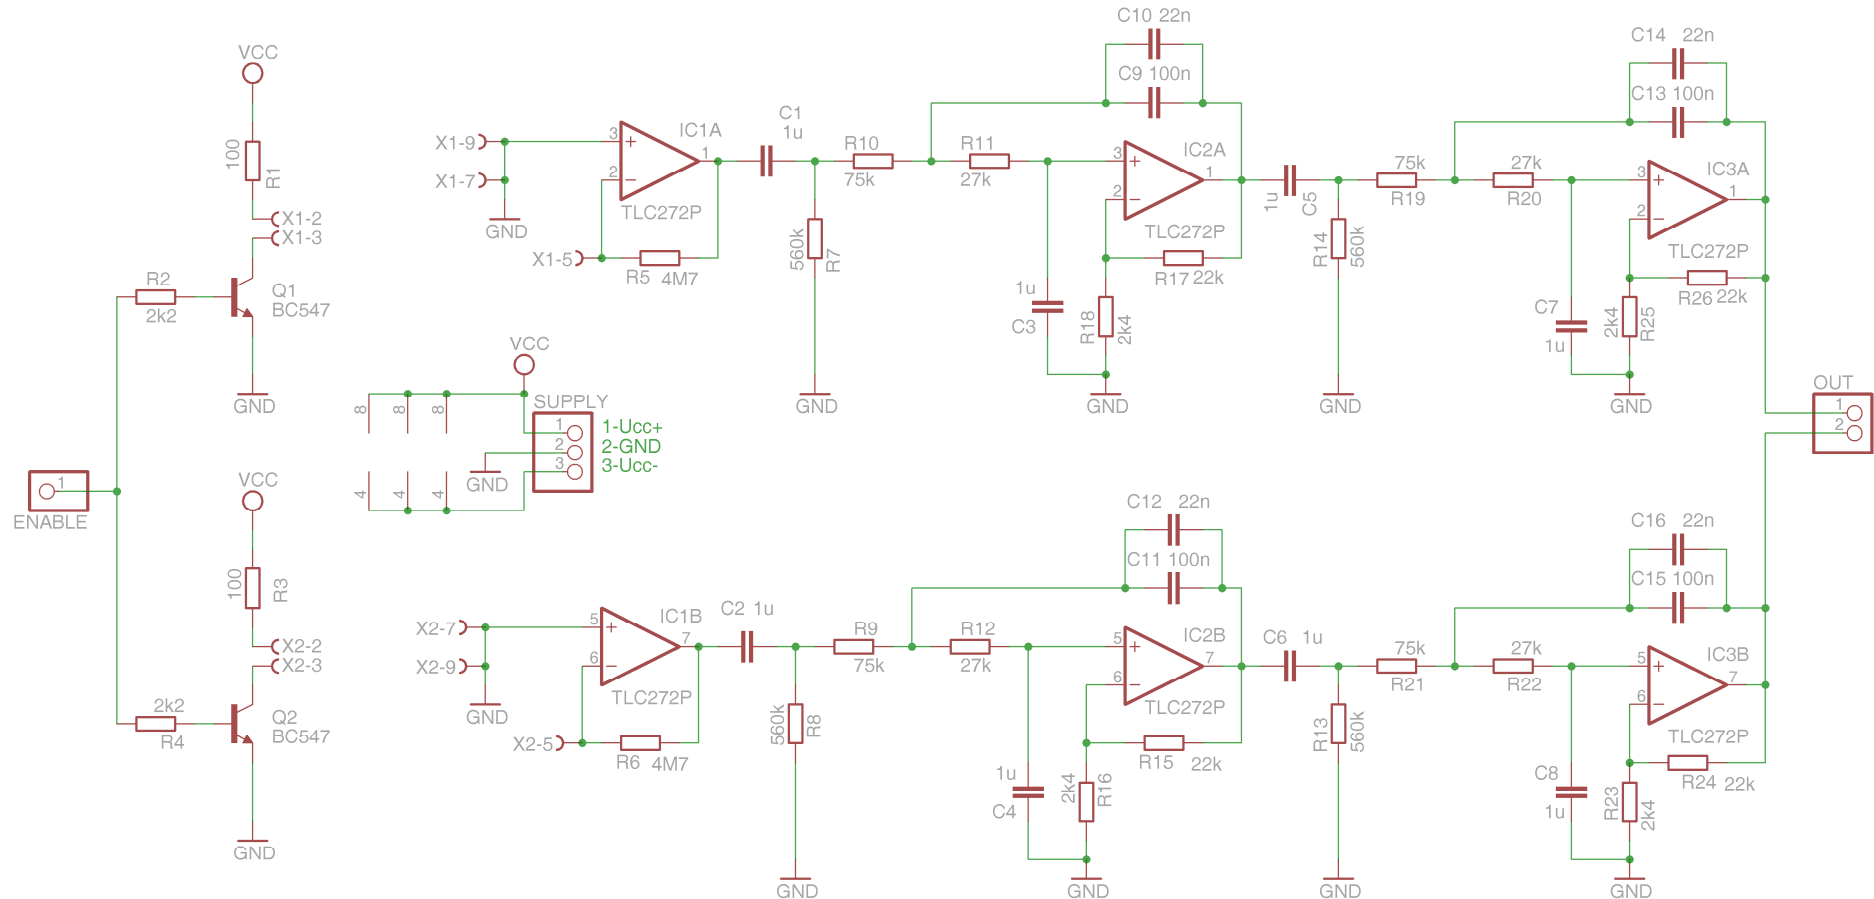 VCC
100
R1
X1-2
X1-3
R2
2k2
Q1
BC547
GND
ENABLE
1
VCC
100
R3
X2-2
X2-3
2k2
R4
Q2
BC547
GND
VCC
8
8
8
4
4
4
SUPPLY
1
2
3
1-Ucc+
2-GND
3-Ucc-
GND
X1-9
X1-7
GND
X1-5
3
2
1
+
−
IC1A
TLC272P
R5 4M7
C1
1u
560k
R7
GND
R10
75k
R11
27k
C10 22n
C9 100n
1u
C3
3
2
1
+
−
IC2A
TLC272P
R17 22k
R18
2k4
GND
1u
C5
R14
560k
GND
75k
R19
27k
R20
C14 22n
C13 100n
C7
1u
3
2
1
+
−
IC3A
TLC272P
R26 22k
2k4
R25
GND
OUT
1
2
X2-7
X2-9
GND
X2-5
5
6
7
+
−
IC1B
TLC272P
R6 4M7
C2 1u
560k
R8
GND
R9
75k
R12
27k
C12 22n
C11 100n
1u
C4
5
6
7
+
−
IC2B
TLC272P
R15 22k
2k4
R16
GND
C6 1u
R13
560k
GND
75k
R21
27k
R22
C16 22n
C15 100n
C8
1u
5
6
7
+
−
IC3B
TLC272P
R24 22k
R23
2k4
GND